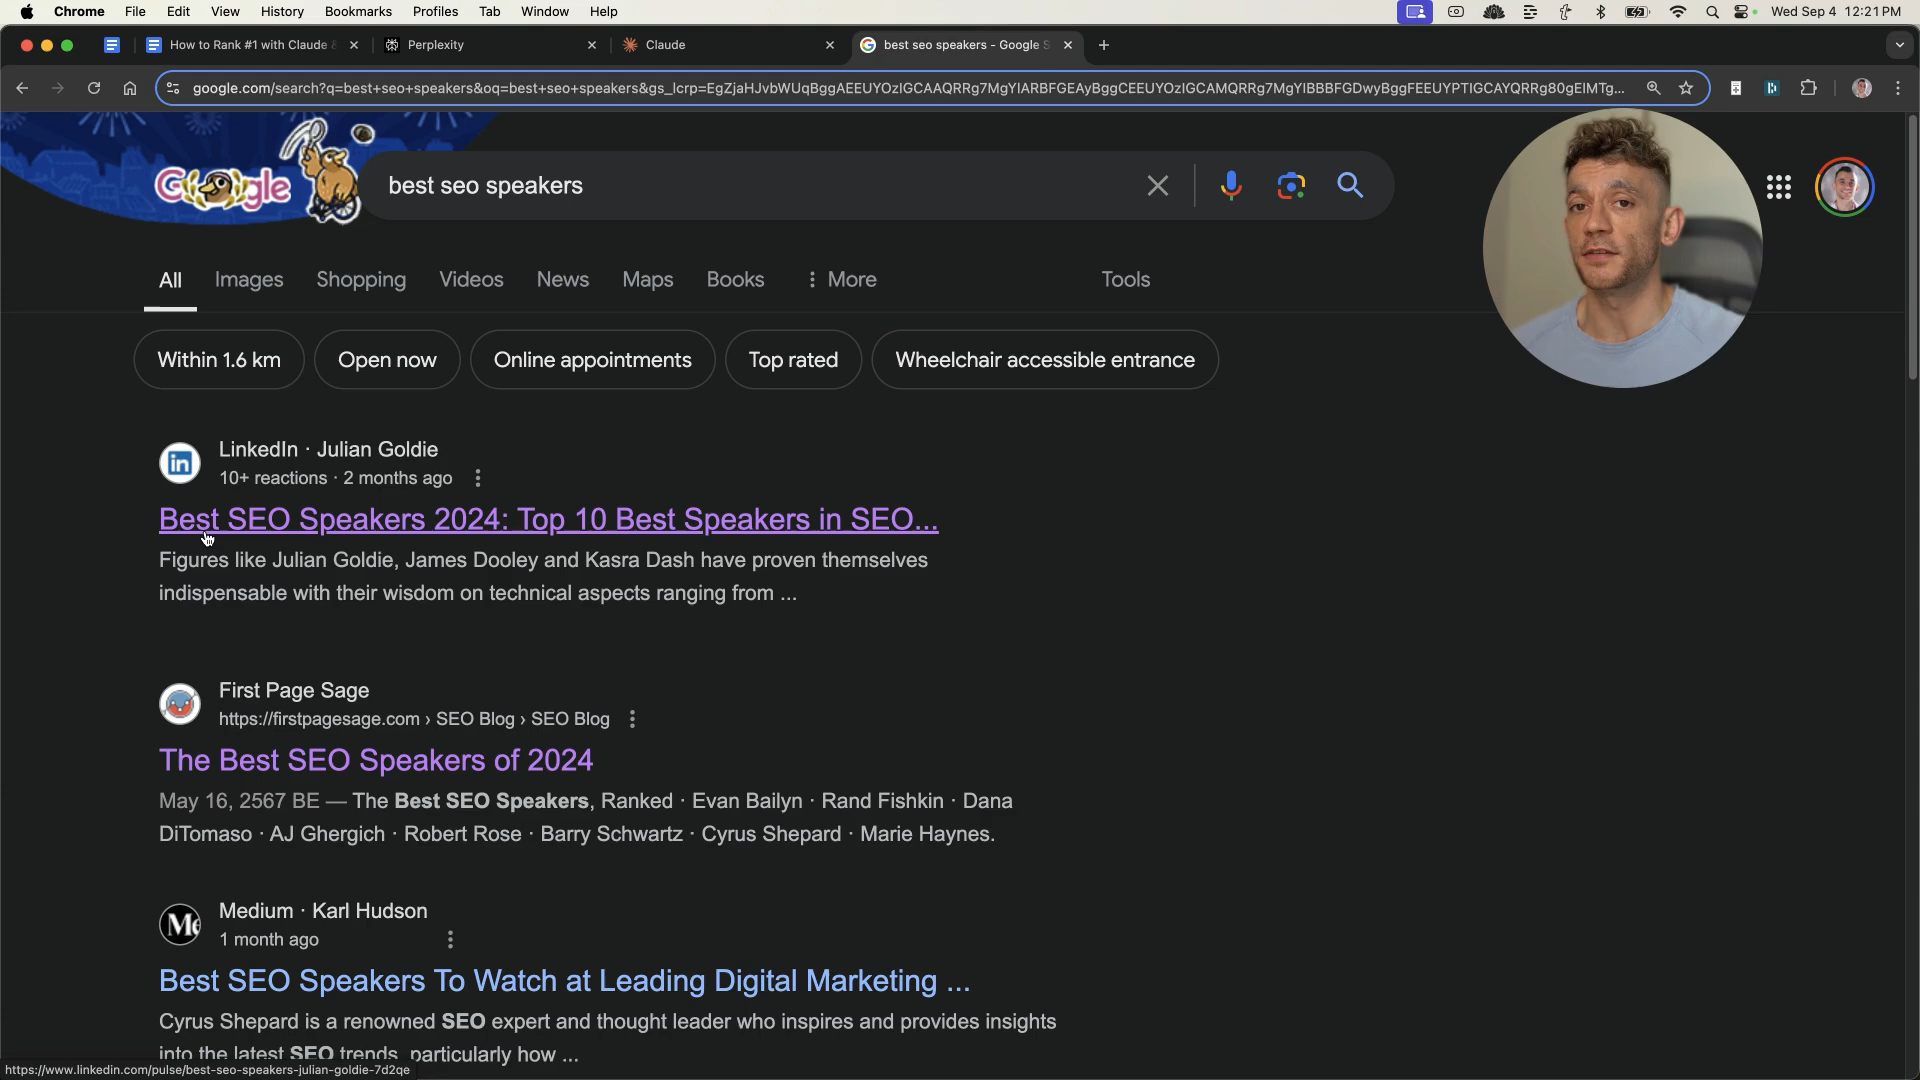 Chrome File Edit View History Bookmarks Profiles Tab Window Help Wed Sep 4 12:21 PM
How to Rank #1 with Claude Perplexity Claude best seo speakers - Google S
google.com/search?q=best+seo+speakers&oq=best+seo+speakers&gs_lcrp=EgZjaHJvbWUqBggAEEUYOzIGCAAQRRg7MgYIARBFGEAyBggCEEUYOzIGCAMQRRg7MgYIBBBFGDwyBggFEEUYPTIGCAYQRRg80gEIMTg...
Google best seo speakers
All Images Shopping Videos News Maps Books More Tools
Within 1.6 km Open now Online appointments Top rated Wheelchair accessible entrance
LinkedIn · Julian Goldie
10+ reactions · 2 months ago
Best SEO Speakers 2024: Top 10 Best Speakers in SEO...
Figures like Julian Goldie, James Dooley and Kasra Dash have proven themselves
indispensable with their wisdom on technical aspects ranging from ...
First Page Sage
https://firstpagesage.com › SEO Blog › SEO Blog
The Best SEO Speakers of 2024
May 16, 2567 BE — The Best SEO Speakers, Ranked · Evan Bailyn · Rand Fishkin · Dana
DiTomaso · AJ Ghergich · Robert Rose · Barry Schwartz · Cyrus Shepard · Marie Haynes.
Medium · Karl Hudson
1 month ago
Best SEO Speakers To Watch at Leading Digital Marketing ...
Cyrus Shepard is a renowned SEO expert and thought leader who inspires and provides insights
into the latest SEO trends, particularly how ...
https://www.linkedin.com/pulse/best-seo-speakers-julian-goldie-7d2qe